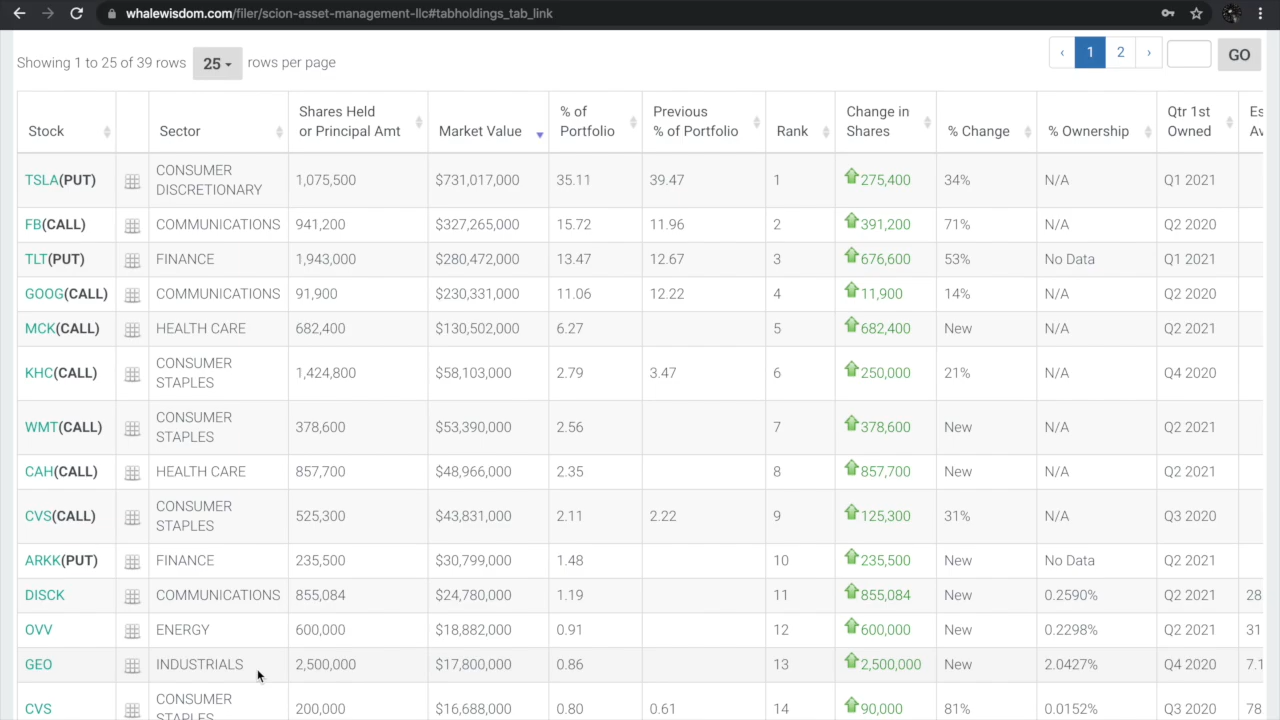 whalewisdom.com/filer/scion-asset-management-llc#tabholdings_tab_link
Showing 1 to 25 of 39 rows 25 rows per page ‹ 1 2 › GO
Stock Sector Shares Held or Principal Amt Market Value % of Portfolio Previous % of Portfolio Rank Change in Shares % Change % Ownership Qtr 1st Owned
TSLA(PUT) CONSUMER DISCRETIONARY 1,075,500 $731,017,000 35.11 39.47 1 275,400 34% N/A Q1 2021
FB(CALL) COMMUNICATIONS 941,200 $327,265,000 15.72 11.96 2 391,200 71% N/A Q2 2020
TLT(PUT) FINANCE 1,943,000 $280,472,000 13.47 12.67 3 676,600 53% No Data Q1 2021
GOOG(CALL) COMMUNICATIONS 91,900 $230,331,000 11.06 12.22 4 11,900 14% N/A Q2 2020
MCK(CALL) HEALTH CARE 682,400 $130,502,000 6.27 5 682,400 New N/A Q2 2021
KHC(CALL) CONSUMER STAPLES 1,424,800 $58,103,000 2.79 3.47 6 250,000 21% N/A Q4 2020
WMT(CALL) CONSUMER STAPLES 378,600 $53,390,000 2.56 7 378,600 New N/A Q2 2021
CAH(CALL) HEALTH CARE 857,700 $48,966,000 2.35 8 857,700 New N/A Q2 2021
CVS(CALL) CONSUMER STAPLES 525,300 $43,831,000 2.11 2.22 9 125,300 31% N/A Q3 2020
ARKK(PUT) FINANCE 235,500 $30,799,000 1.48 10 235,500 New No Data Q2 2021
DISCK COMMUNICATIONS 855,084 $24,780,000 1.19 11 855,084 New 0.2590% Q2 2021 28
OVV ENERGY 600,000 $18,882,000 0.91 12 600,000 New 0.2298% Q2 2021 31
GEO INDUSTRIALS 2,500,000 $17,800,000 0.86 13 2,500,000 New 2.0427% Q4 2020 7.1
CVS CONSUMER STAPLES 200,000 $16,688,000 0.80 0.61 14 90,000 81% 0.0152% Q3 2020 78